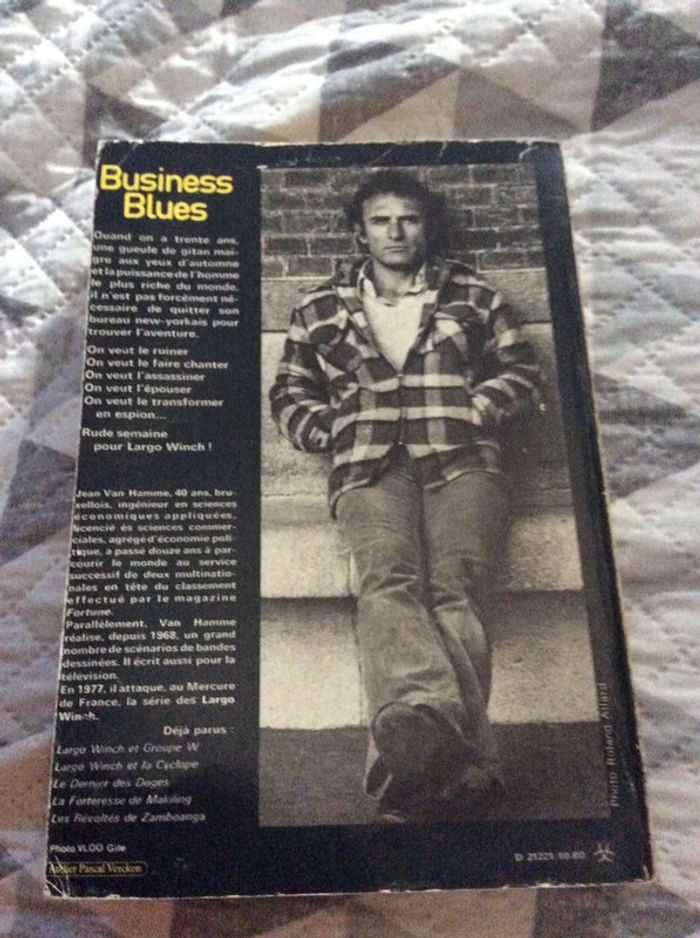 Business
Blues
Quand on a trente ans,
une gueule de gitan mai-
gre aux yeux d'automne
et la puissance de l'homme
le plus riche du monde,
il n'est pas forcément né-
cessaire de quitter son
bureau new-yorkais pour
trouver l'aventure.
On veut le ruiner
On veut le faire chanter
On veut l'assassiner
On veut l'épouser
On veut le transformer
en espion...
Rude semaine
pour Largo Winch !
Jean Van Hamme, 40 ans, bru-
xellois, ingénieur en sciences
économiques appliquées,
licencié ès sciences commer-
ciales, agrégé d'économie poli-
tique, a passé douze ans à par-
courir le monde au service
successif de deux multinatio-
nales en tête du classement
effectué par le magazine
Fortune.
Parallèlement, Van Hamme
réalise, depuis 1968, un grand
nombre de scénarios de bandes
dessinées. Il écrit aussi pour la
télévision.
En 1977, il attaque, au Mercure
de France, la série des Largo
Winch.
Déjà parus :
Largo Winch et Groupe W
Largo Winch et la Cyclope
Le Dernier des Doges
La Forteresse de Makiling
Les Révoltés de Zamboanga
Photo VLOO Gite
Atelier Pascal Vercken
D 21221 10.80
Photo Roland Allard